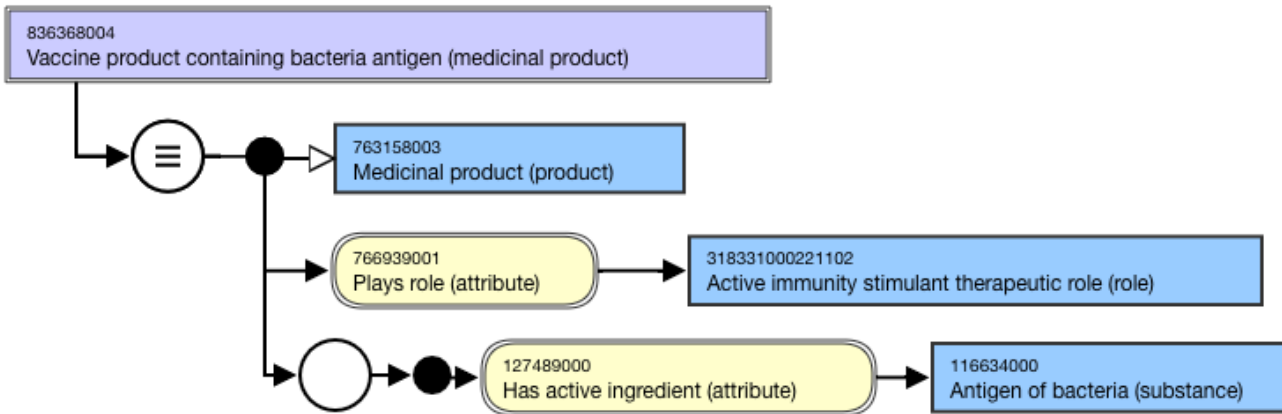 836368004
Vaccine product containing bacteria antigen (medicinal product)
763158003
Medicinal product (product)
766939001
Plays role (attribute)
318331000221102
Active immunity stimulant therapeutic role (role)
127489000
Has active ingredient (attribute)
116634000
Antigen of bacteria (substance)